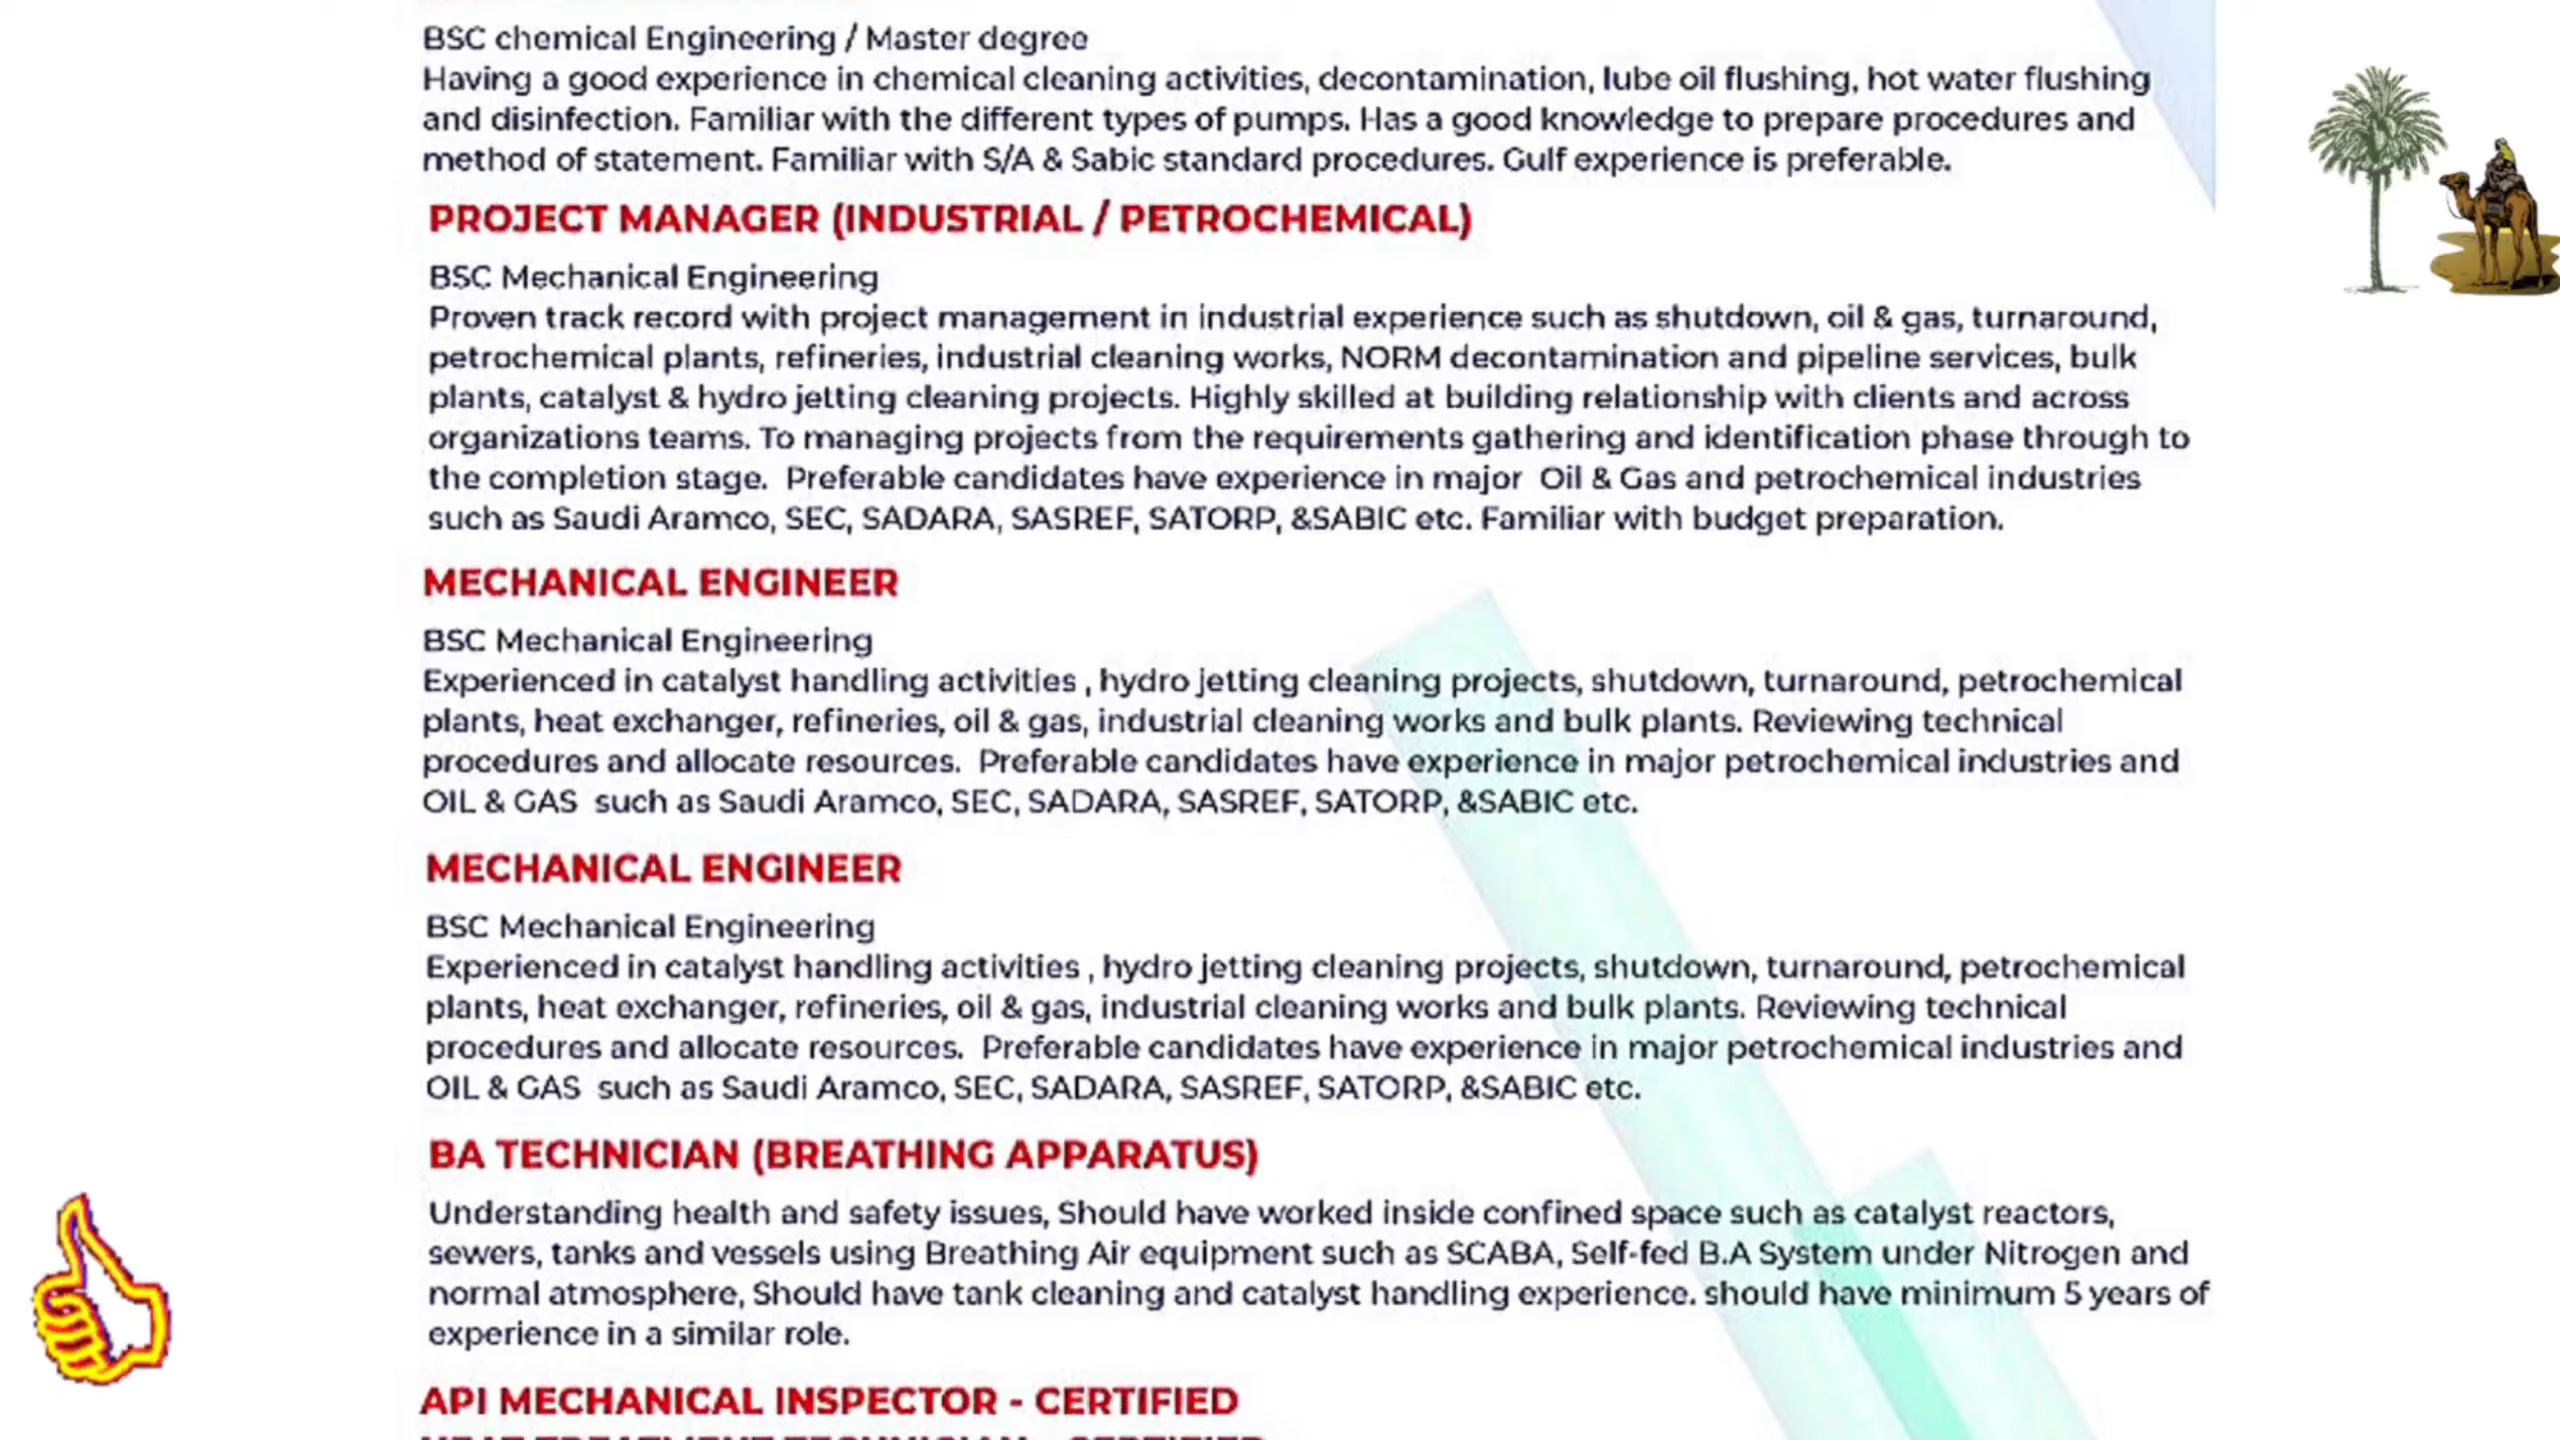 BSC chemical Engineering / Master degree
Having a good experience in chemical cleaning activities, decontamination, lube oil flushing, hot water flushing
and disinfection. Familiar with the different types of pumps. Has a good knowledge to prepare procedures and
method of statement. Familiar with S/A & Sabic standard procedures. Gulf experience is preferable.
PROJECT MANAGER (INDUSTRIAL / PETROCHEMICAL)
BSC Mechanical Engineering
Proven track record with project management in industrial experience such as shutdown, oil & gas, turnaround,
petrochemical plants, refineries, industrial cleaning works, NORM decontamination and pipeline services, bulk
plants, catalyst & hydro jetting cleaning projects. Highly skilled at building relationship with clients and across
organizations teams. To managing projects from the requirements gathering and identification phase through to
the completion stage. Preferable candidates have experience in major Oil & Gas and petrochemical industries
such as Saudi Aramco, SEC, SADARA, SASREF, SATORP, &SABIC etc. Familiar with budget preparation.
MECHANICAL ENGINEER
BSC Mechanical Engineering
Experienced in catalyst handling activities , hydro jetting cleaning projects, shutdown, turnaround, petrochemical
plants, heat exchanger, refineries, oil & gas, industrial cleaning works and bulk plants. Reviewing technical
procedures and allocate resources. Preferable candidates have experience in major petrochemical industries and
OIL & GAS such as Saudi Aramco, SEC, SADARA, SASREF, SATORP, &SABIC etc.
MECHANICAL ENGINEER
BSC Mechanical Engineering
Experienced in catalyst handling activities , hydro jetting cleaning projects, shutdown, turnaround, petrochemical
plants, heat exchanger, refineries, oil & gas, industrial cleaning works and bulk plants. Reviewing technical
procedures and allocate resources. Preferable candidates have experience in major petrochemical industries and
OIL & GAS such as Saudi Aramco, SEC, SADARA, SASREF, SATORP, &SABIC etc.
BA TECHNICIAN (BREATHING APPARATUS)
Understanding health and safety issues, Should have worked inside confined space such as catalyst reactors,
sewers, tanks and vessels using Breathing Air equipment such as SCABA, Self-fed B.A System under Nitrogen and
normal atmosphere, Should have tank cleaning and catalyst handling experience. should have minimum 5 years of
experience in a similar role.
API MECHANICAL INSPECTOR - CERTIFIED